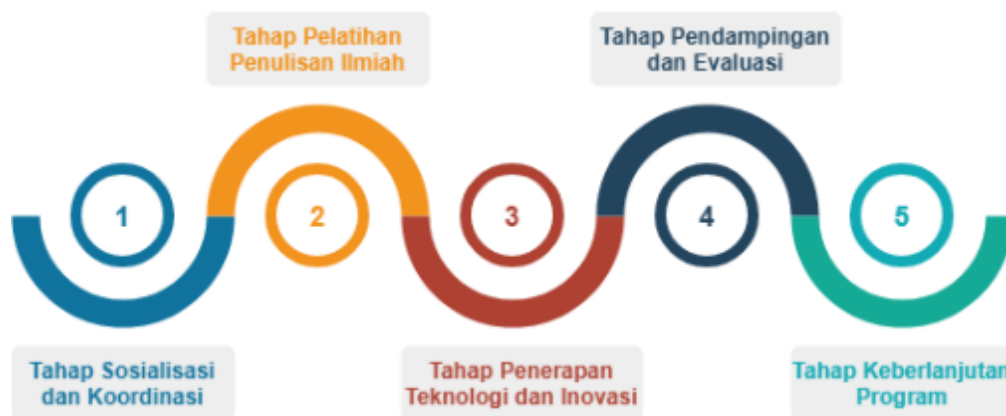 Tahap Pelatihan
Penulisan Ilmiah
Tahap Pendampingan
dan Evaluasi
1
2
3
4
5
Tahap Sosialisasi
dan Koordinasi
Tahap Penerapan
Teknologi dan Inovasi
Tahap Keberlanjutan
Program